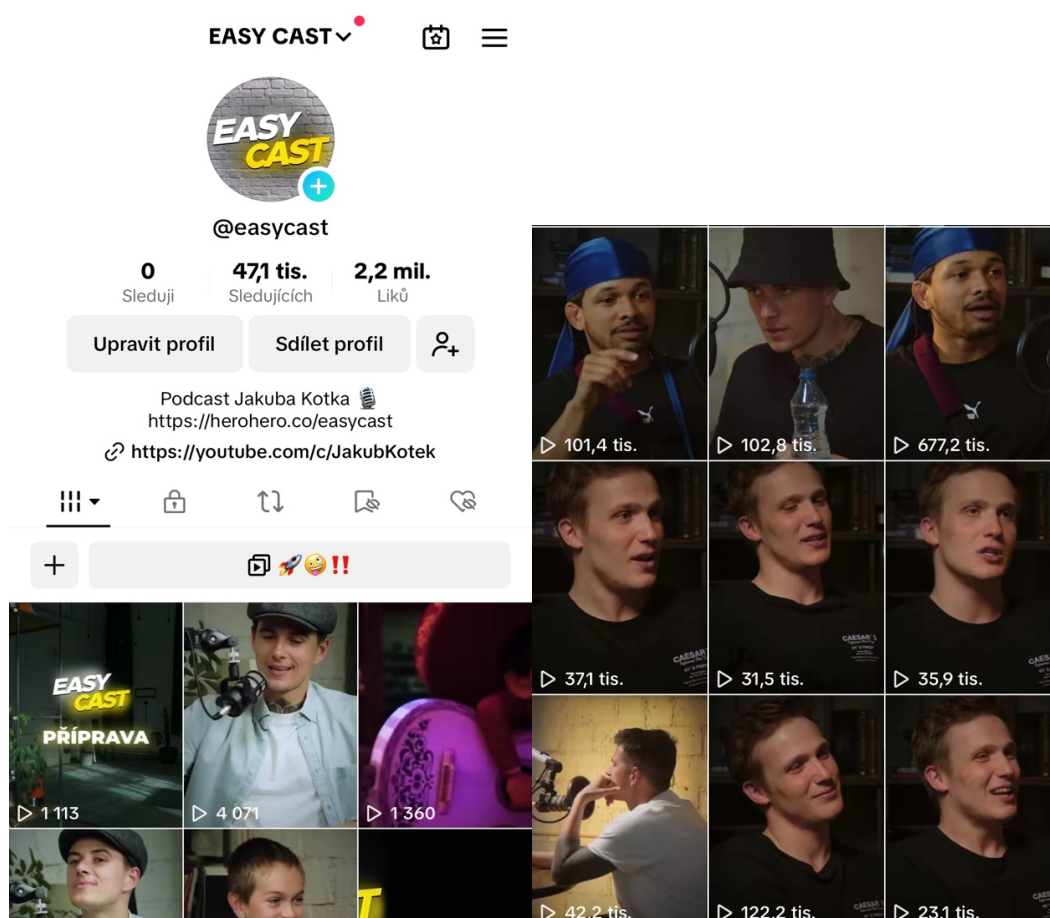 EASY CAST
EASY
CAST
@easycast
0
Sleduji
47,1 tis.
Sledujících
2,2 mil.
Liků
Upravit profil
Sdílet profil
Podcast Jakuba Kotka 🎙️
https://herohero.co/easycast
https://youtube.com/c/JakubKotek
🚀🤪‼️
EASY
CAST
PŘÍPRAVA
1 113
4 071
1 360
T
101,4 tis.
102,8 tis.
677,2 tis.
37,1 tis.
CAESAR'S
31,5 tis.
CAESAR'S
35,9 tis.
42,2 tis.
122,2 tis.
23,1 tis.